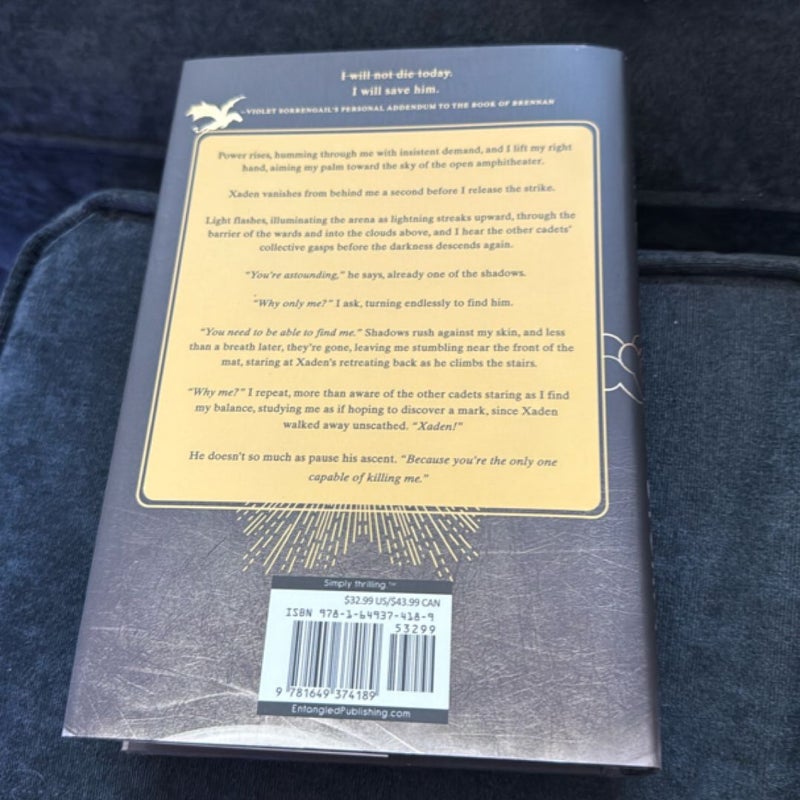 I will not die today.
I will save him.
—VIOLET SORRENGAIL'S PERSONAL ADDENDUM TO THE BOOK OF BRENNAN
Power rises, humming through me with insistent demand, and I lift my right
hand, aiming my palm toward the sky of the open amphitheater.
Xaden vanishes from behind me a second before I release the strike.
Light flashes, illuminating the arena as lightning streaks upward, through the
barrier of the wards and into the clouds above, and I hear the other cadets'
collective gasps before the darkness descends again.
"You're astounding," he says, already one of the shadows.
"Why only me?" I ask, turning endlessly to find him.
"You need to be able to find me." Shadows rush against my skin, and less
than a breath later, they're gone, leaving me stumbling near the front of the
mat, staring at Xaden's retreating back as he climbs the stairs.
"Why me?" I repeat, more than aware of the other cadets staring as I find
my balance, studying me as if hoping to discover a mark, since Xaden
walked away unscathed. "Xaden!"
He doesn't so much as pause his ascent. "Because you're the only one
capable of killing me."
Simply thrilling.™
$32.99 US/$43.99 CAN
ISBN 978-1-64937-418-9
53299
9 781649 374189
EntangledPublishing.com